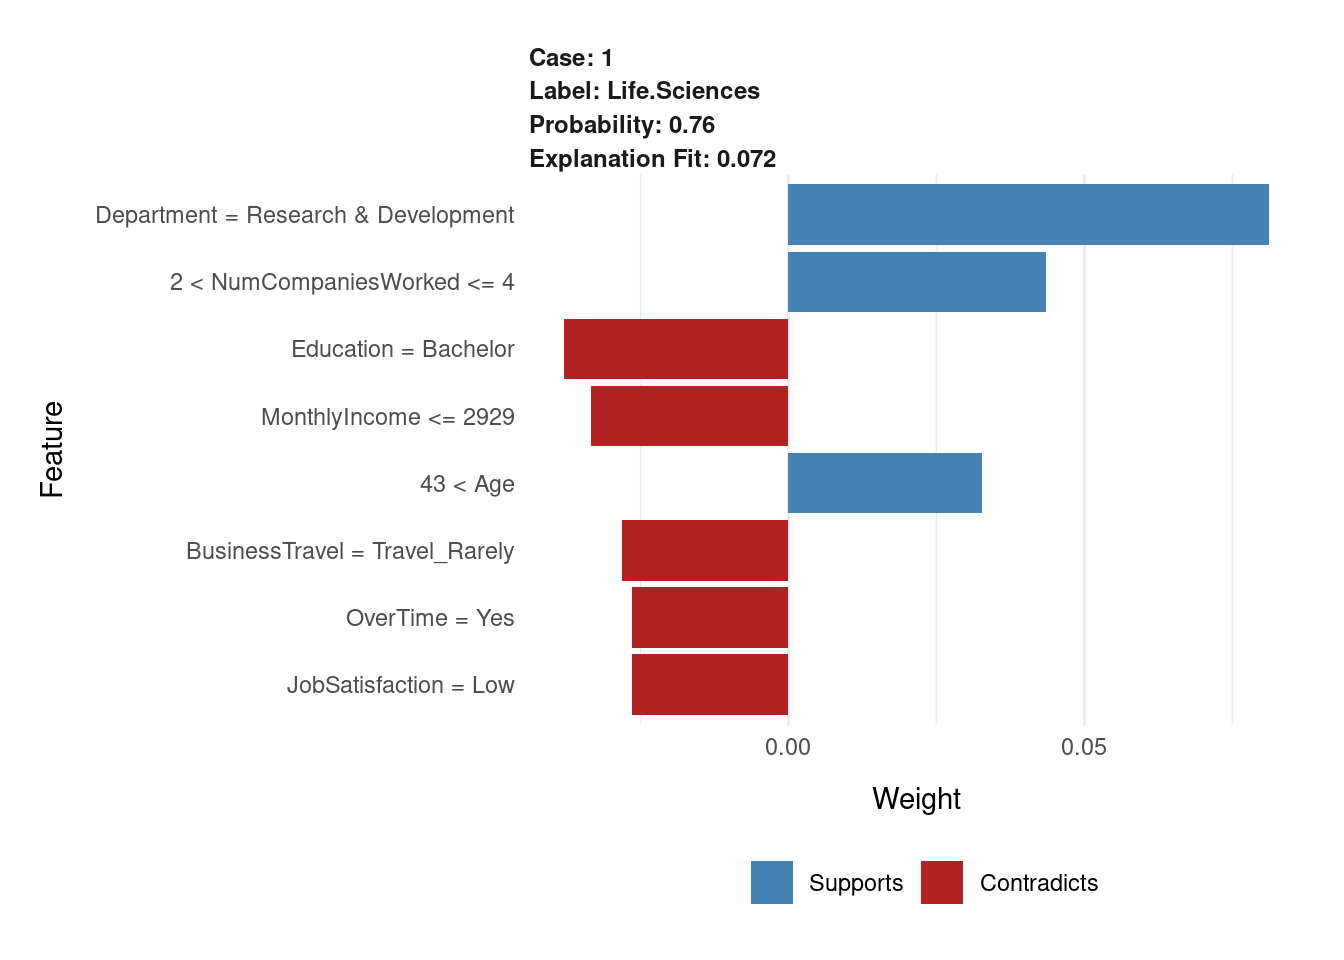 Case: 1
Label: Life.Sciences
Probability: 0.76
Explanation Fit: 0.072
Department = Research & Development
2 < NumCompaniesWorked <= 4
Education = Bachelor
MonthlyIncome <= 2929
43 < Age
BusinessTravel = Travel_Rarely
OverTime = Yes
JobSatisfaction = Low
Feature
0.00 0.05
Weight
Supports Contradicts